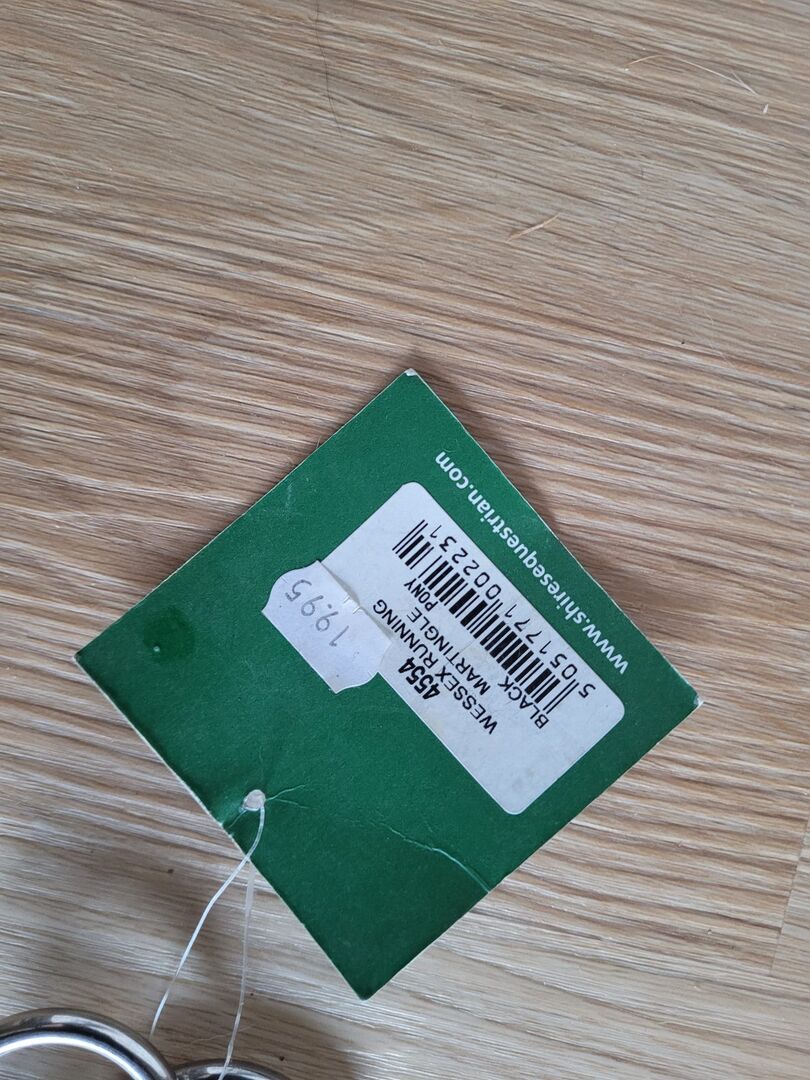 www.shiresequestrian.com
4554
WESSEX RUNNING
MARTINGLE
BLACK PONY
5 051771 002231
19.95